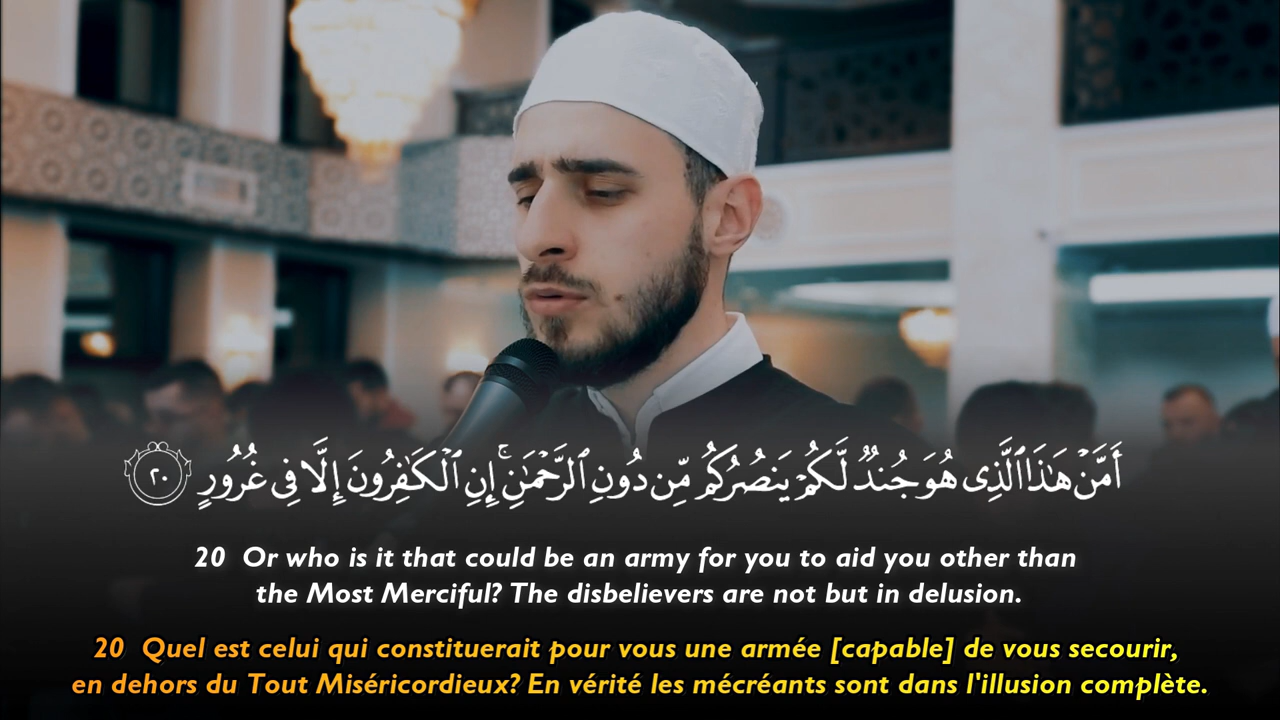 أَمَّنْ هَٰذَا ٱلَّذِى هُوَ جُندٌ لَّكُمْ يَنصُرُكُم مِّن دُونِ ٱلرَّحْمَٰنِ ۚ إِنِ ٱلْكَٰفِرُونَ إِلَّا فِى غُرُورٍ ٢٠
20 Or who is it that could be an army for you to aid you other than
the Most Merciful? The disbelievers are not but in delusion.
20 Quel est celui qui constituerait pour vous une armée [capable] de vous secourir,
en dehors du Tout Miséricordieux? En vérité les mécréants sont dans l'illusion complète.